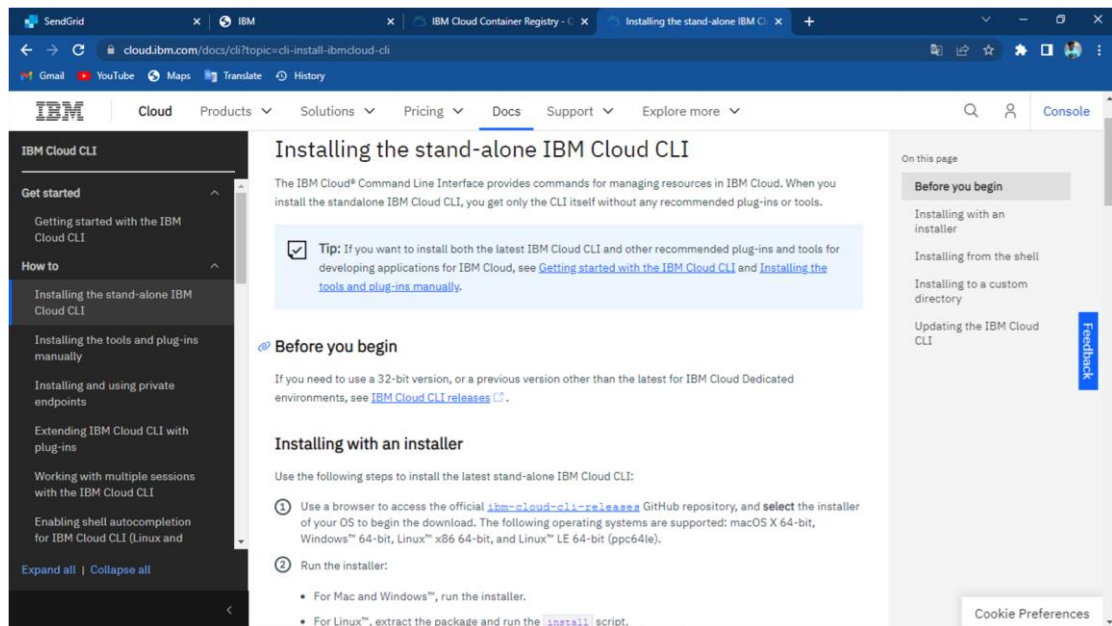 SendGrid
IBM
IBM Cloud Container Registry - C
Installing the stand-alone IBM Cl
cloud.ibm.com/docs/cli?topic=cli-install-ibmcloud-cli
Gmail YouTube Maps Translate History
IBM Cloud Products Solutions Pricing Docs Support Explore more Console
IBM Cloud CLI
Get started
Getting started with the IBM
Cloud CLI
How to
Installing the stand-alone IBM
Cloud CLI
Installing the tools and plug-ins
manually
Installing and using private
endpoints
Extending IBM Cloud CLI with
plug-ins
Working with multiple sessions
with the IBM Cloud CLI
Enabling shell autocompletion
for IBM Cloud CLI (Linux and
Expand all | Collapse all
Installing the stand-alone IBM Cloud CLI
The IBM Cloud® Command Line Interface provides commands for managing resources in IBM Cloud. When you
install the standalone IBM Cloud CLI, you get only the CLI itself without any recommended plug-ins or tools.
Tip: If you want to install both the latest IBM Cloud CLI and other recommended plug-ins and tools for
developing applications for IBM Cloud, see Getting started with the IBM Cloud CLI and Installing the
tools and plug-ins manually.
Before you begin
If you need to use a 32-bit version, or a previous version other than the latest for IBM Cloud Dedicated
environments, see IBM Cloud CLI releases.
Installing with an installer
Use the following steps to install the latest stand-alone IBM Cloud CLI:
1 Use a browser to access the official ibm-cloud-cli-releases GitHub repository, and select the installer
of your OS to begin the download. The following operating systems are supported: macOS X 64-bit,
Windows™ 64-bit, Linux™ x86 64-bit, and Linux™ LE 64-bit (ppc64le).
2 Run the installer:
• For Mac and Windows™, run the installer.
• For Linux™, extract the package and run the install script.
On this page
Before you begin
Installing with an
installer
Installing from the shell
Installing to a custom
directory
Updating the IBM Cloud
CLI
Feedback
Cookie Preferences